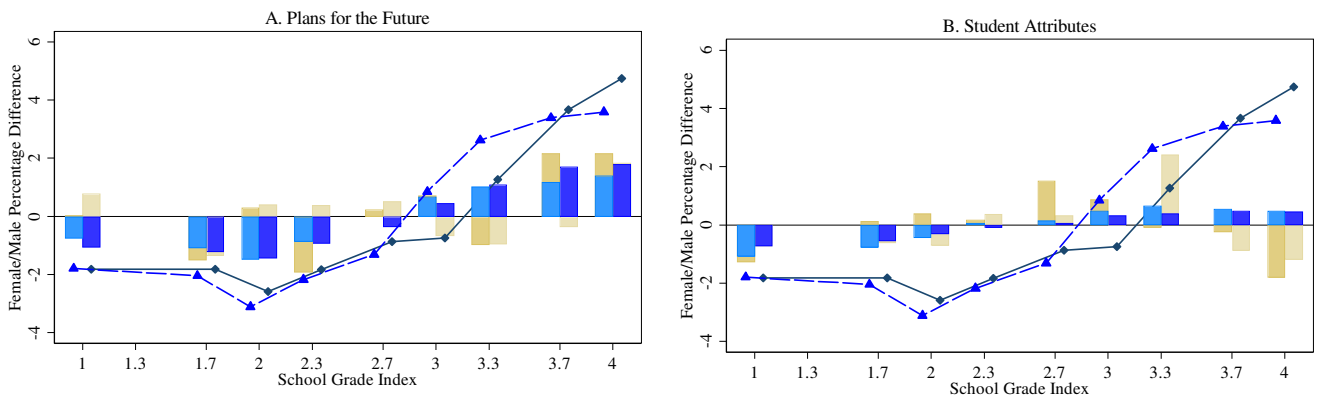 A. Plans for the Future
Female/Male Percentage Difference
6
4
2
0
-2
-4
1 1.3 1.7 2 2.3 2.7 3 3.3 3.7 4
School Grade Index
B. Student Attributes
Female/Male Percentage Difference
6
4
2
0
-2
-4
1 1.3 1.7 2 2.3 2.7 3 3.3 3.7 4
School Grade Index